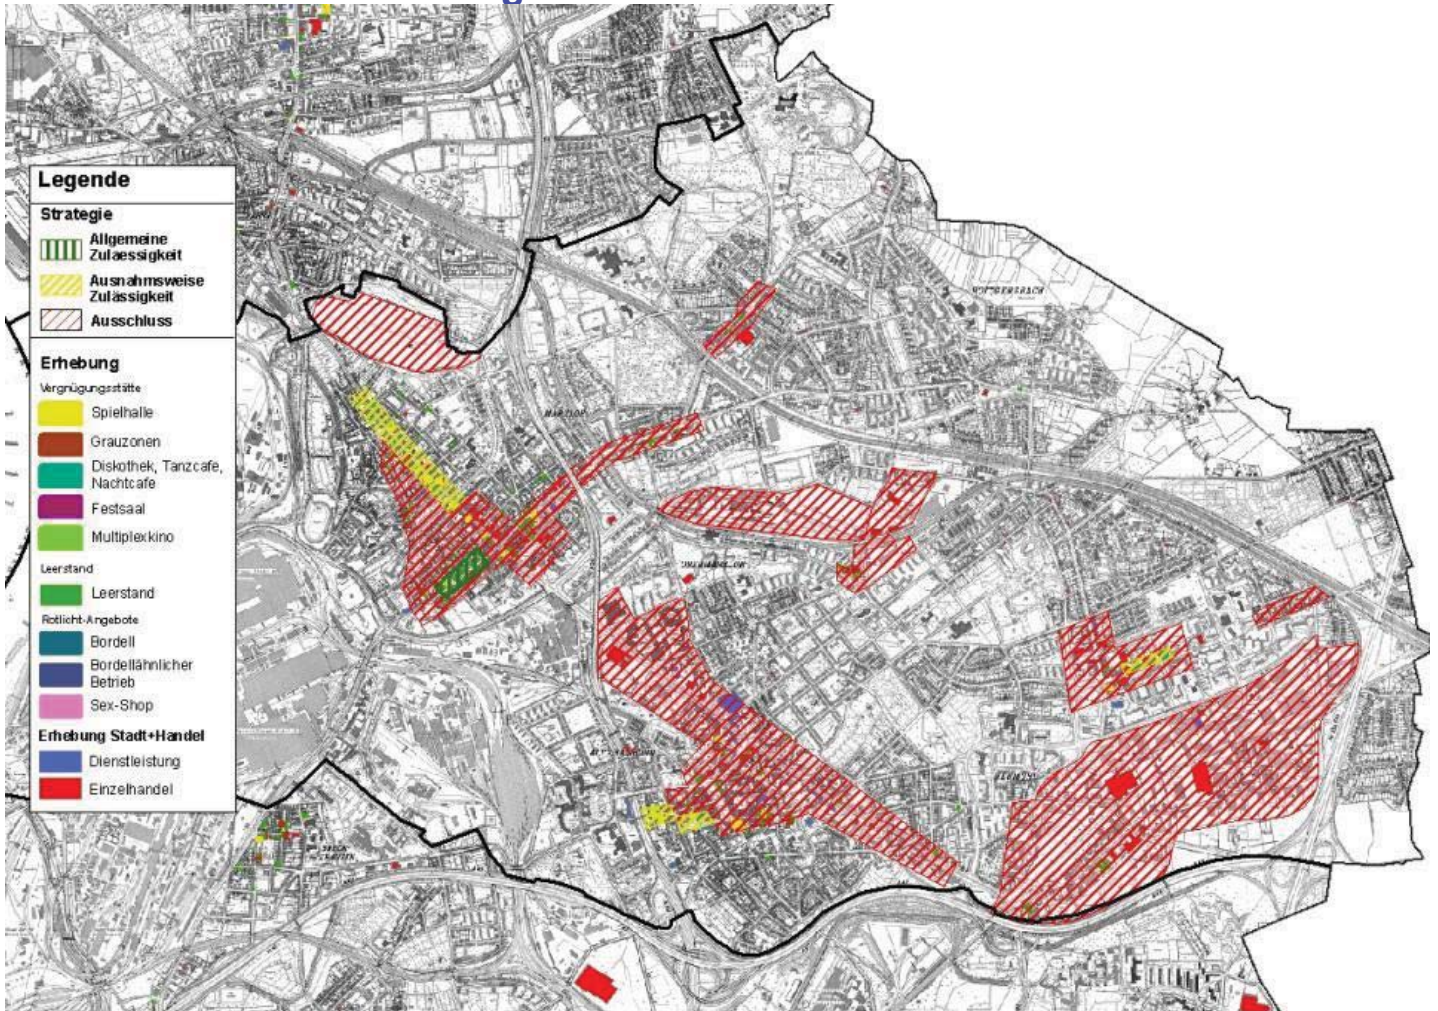 g
Legende
Strategie
Allgemeine
Zulaessigkeit
Ausnahmsweise
Zulässigkeit
Ausschluss
Erhebung
Vergnügungsstätte
Spielhalle
Grauzonen
Diskothek, Tanzcafe,
Nachtcafe
Festsaal
Multiplexkino
Leerstand
Leerstand
Rotlicht-Angebote
Bordell
Bordellähnlicher
Betrieb
Sex-Shop
Erhebung Stadt+Handel
Dienstleistung
Einzelhandel